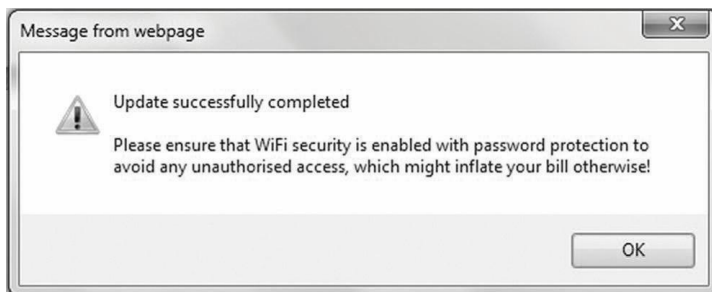 Message from webpage
X
Update successfully completed
Please ensure that WiFi security is enabled with password protection to
avoid any unauthorised access, which might inflate your bill otherwise!
OK